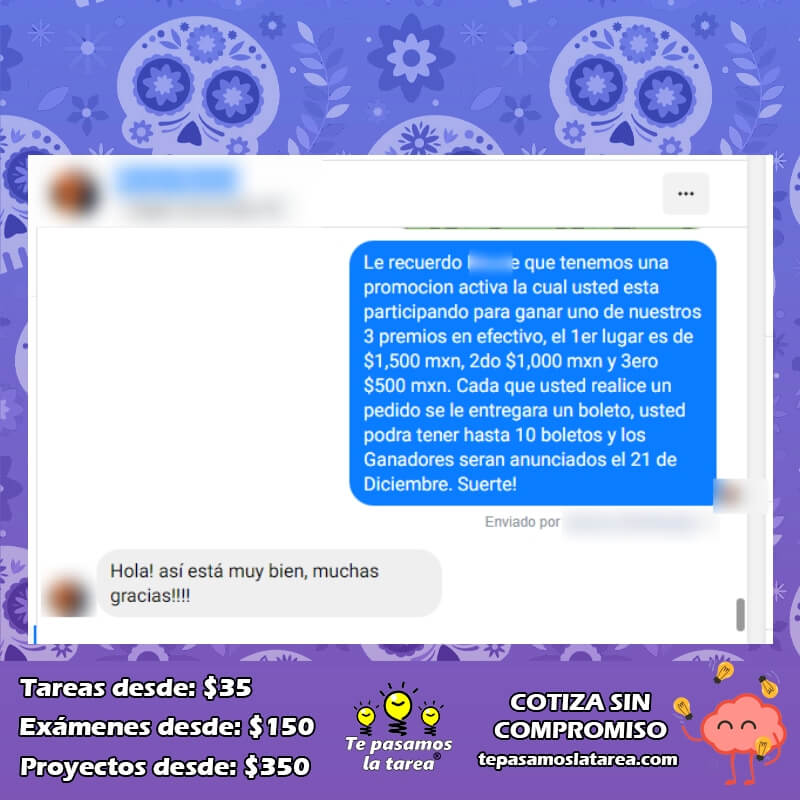 Le recuerdo que tenemos una
promocion activa la cual usted esta
participando para ganar uno de nuestros
3 premios en efectivo, el 1er lugar es de
$1,500 mxn, 2do $1,000 mxn y 3ero
$500 mxn. Cada que usted realice un
pedido se le entregara un boleto, usted
podra tener hasta 10 boletos y los
Ganadores seran anunciados el 21 de
Diciembre. Suerte!
Enviado por
Hola! así está muy bien, muchas
gracias!!!!
Tareas desde: $35
Exámenes desde: $150
Proyectos desde: $350
Te pasamos
la tarea®
COTIZA SIN
COMPROMISO
tepasamoslatarea.com